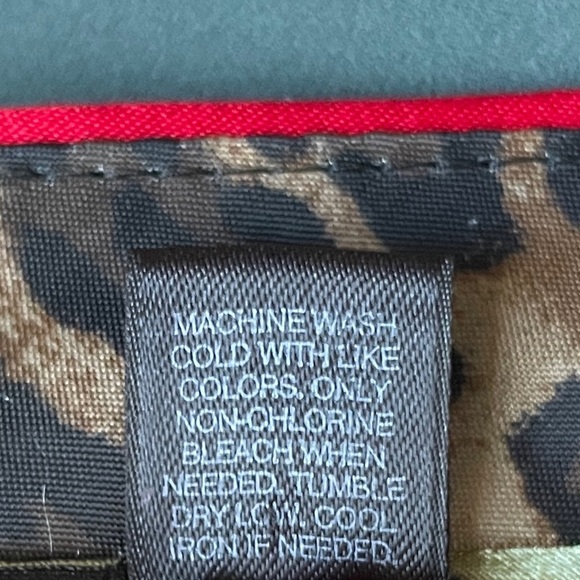 MACHINE WASH
COLD WITH LIKE
COLORS. ONLY
NON-CHLORINE
BLEACH WHEN
NEEDED. TUMBLE
DRY LOW. COOL
IRON IF NEEDED.